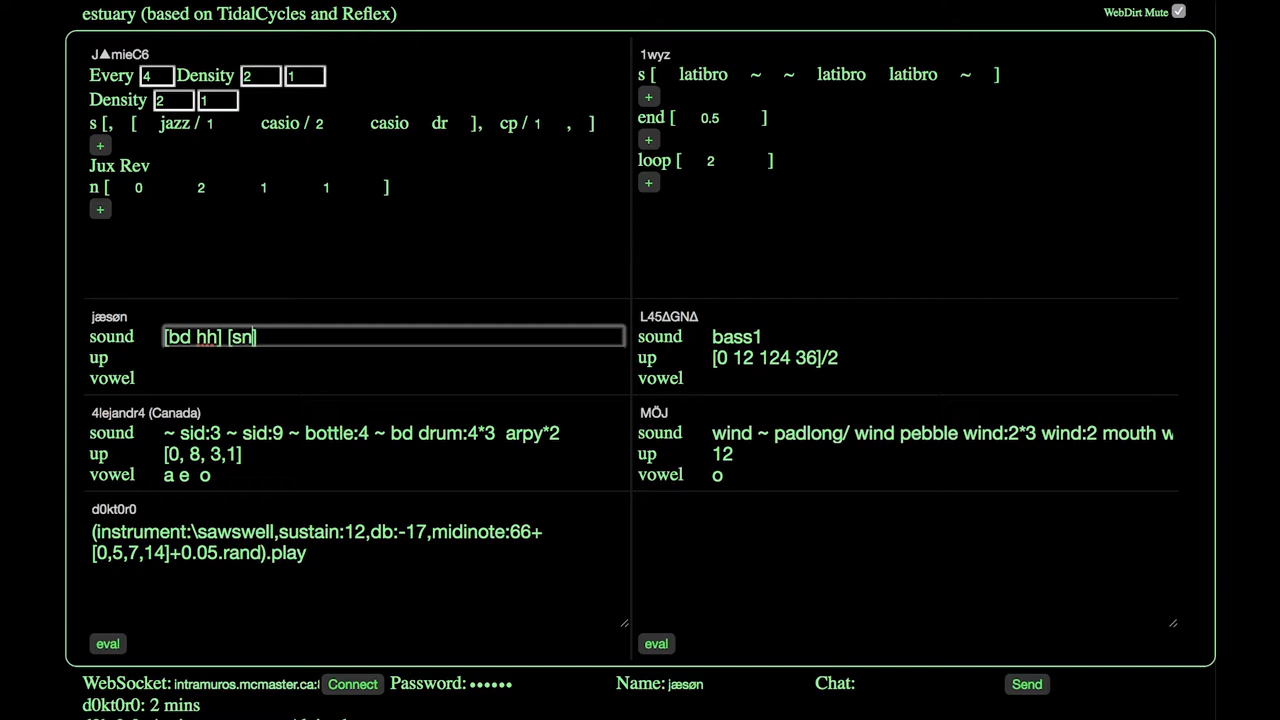 estuary (based on TidalCycles and Reflex)
WebDirt Mute
J▲mieC6
Every 4 Density 2 1
Density 2 1
s [, [ jazz / 1 casio / 2 casio dr ], cp / 1 , ]
+
Jux Rev
n [ 0 2 1 1 ]
+
1wyz
s [ latibro ~ ~ latibro latibro ~ ]
+
end [ 0.5 ]
+
loop [ 2 ]
+
jæsøn
sound [bd hh] [sn]
up
vowel
L45∆GN∆
sound bass1
up [0 12 124 36]/2
vowel
4lejandr4 (Canada)
sound ~ sid:3 ~ sid:9 ~ bottle:4 ~ bd drum:4*3 arpy*2
up [0, 8, 3,1]
vowel a e o
MÖJ
sound wind ~ padlong/ wind pebble wind:2*3 wind:2 mouth w
up 12
vowel o
d0kt0r0
(instrument:\sawswell,sustain:12,db:-17,midinote:66+
[0,5,7,14]+0.05.rand).play
eval
eval
WebSocket: intramuros.mcmaster.ca: Connect Password: •••••• Name: jæsøn Chat: Send
d0kt0r0: 2 mins